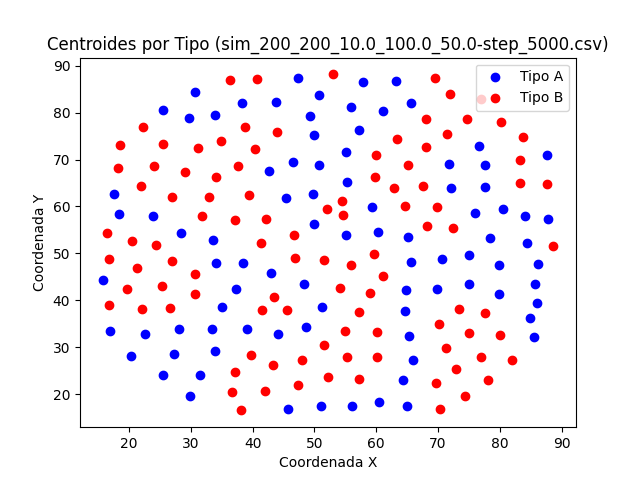 Centroides por Tipo (sim_200_200_10.0_100.0_50.0-step_5000.csv)
Tipo A
Tipo B
90
80
70
60
50
40
30
20
Coordenada Y
20 30 40 50 60 70 80 90
Coordenada X